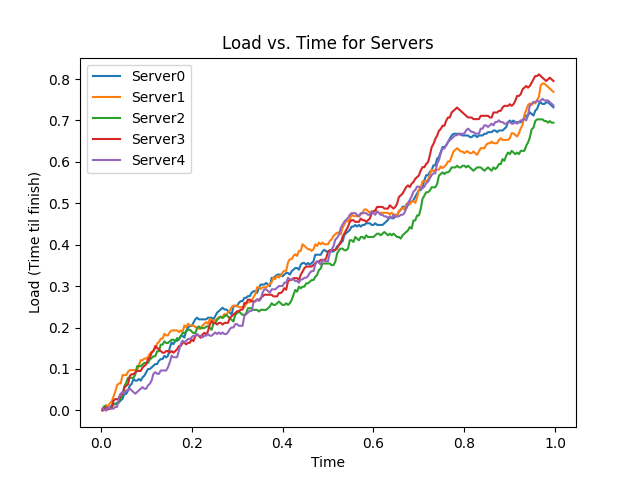 Load vs. Time for Servers
Server0
Server1
Server2
Server3
Server4
Load (Time til finish)
0.8
0.7
0.6
0.5
0.4
0.3
0.2
0.1
0.0
0.0 0.2 0.4 0.6 0.8 1.0
Time